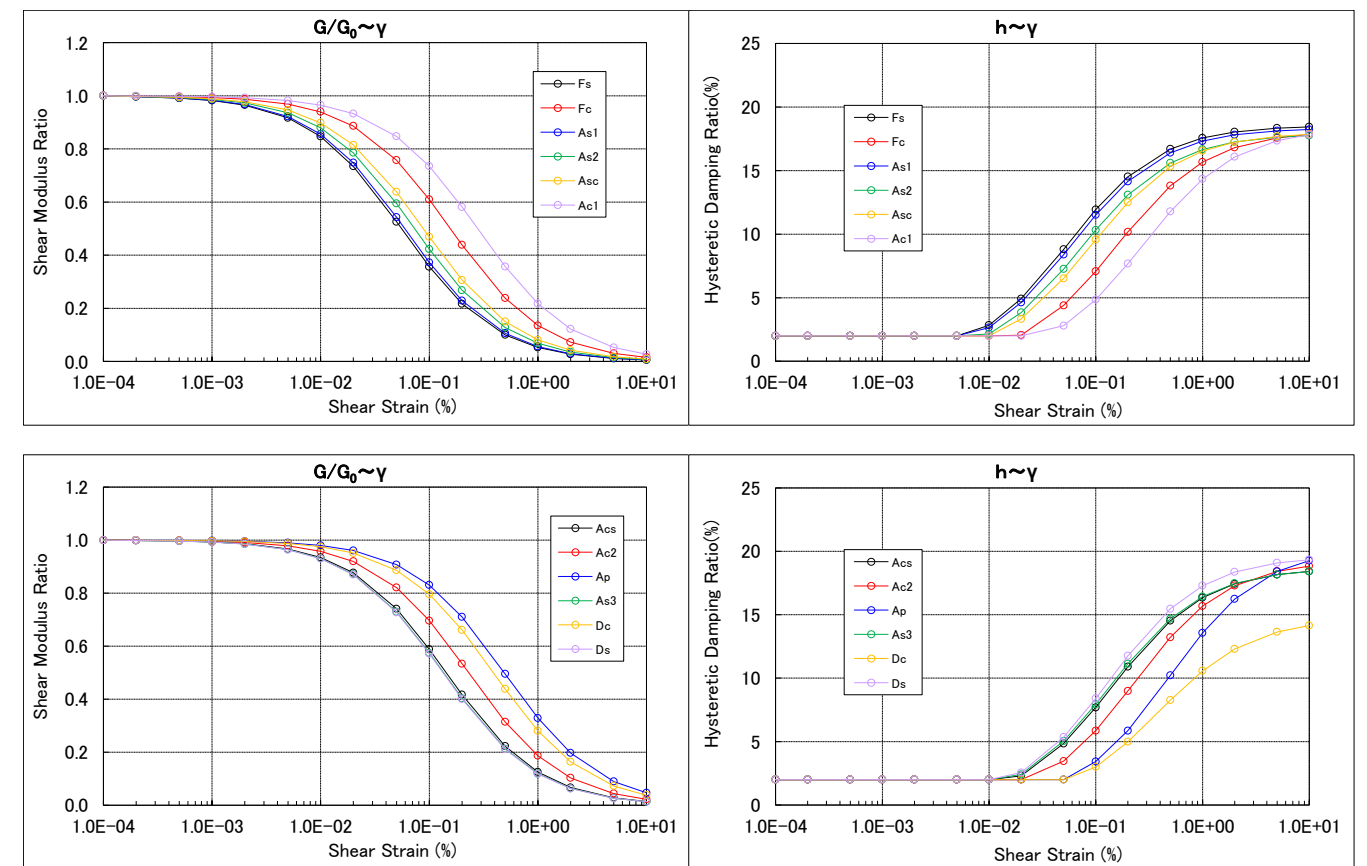 G/G₀～γ
1.2
1.0
0.8
0.6
0.4
0.2
0.0
Shear Modulus Ratio
1.0E-04 1.0E-03 1.0E-02 1.0E-01 1.0E+00 1.0E+01
Shear Strain (%)
Fs
Fc
As1
As2
Asc
Ac1
h～γ
25
20
15
10
5
0
Hysteretic Damping Ratio(%)
1.0E-04 1.0E-03 1.0E-02 1.0E-01 1.0E+00 1.0E+01
Shear Strain (%)
Fs
Fc
As1
As2
Asc
Ac1
G/G₀～γ
1.2
1.0
0.8
0.6
0.4
0.2
0.0
Shear Modulus Ratio
1.0E-04 1.0E-03 1.0E-02 1.0E-01 1.0E+00 1.0E+01
Shear Strain (%)
Acs
Ac2
Ap
As3
Dc
Ds
h～γ
25
20
15
10
5
0
Hysteretic Damping Ratio(%)
1.0E-04 1.0E-03 1.0E-02 1.0E-01 1.0E+00 1.0E+01
Shear Strain (%)
Acs
Ac2
Ap
As3
Dc
Ds